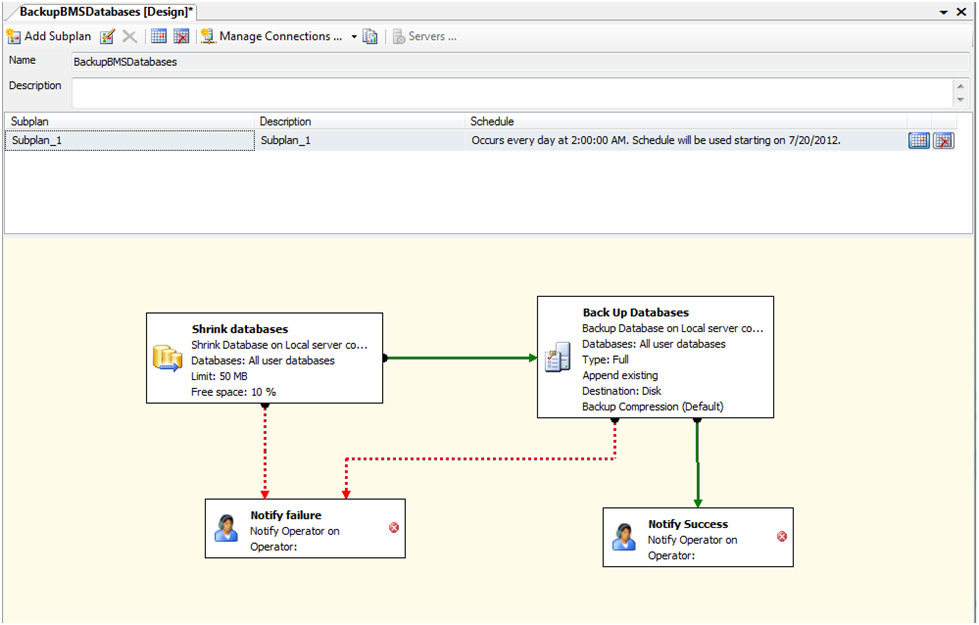 BackupBMSDatabases [Design]*
Add Subplan Manage Connections ... Servers ...
Name BackupBMSDatabases
Description
Subplan Description Schedule
Subplan_1 Subplan_1 Occurs every day at 2:00:00 AM. Schedule will be used starting on 7/20/2012.
Shrink databases
Shrink Database on Local server co...
Databases: All user databases
Limit: 50 MB
Free space: 10 %
Back Up Databases
Backup Database on Local server co...
Databases: All user databases
Type: Full
Append existing
Destination: Disk
Backup Compression (Default)
Notify failure
Notify Operator on
Operator:
Notify Success
Notify Operator on
Operator: